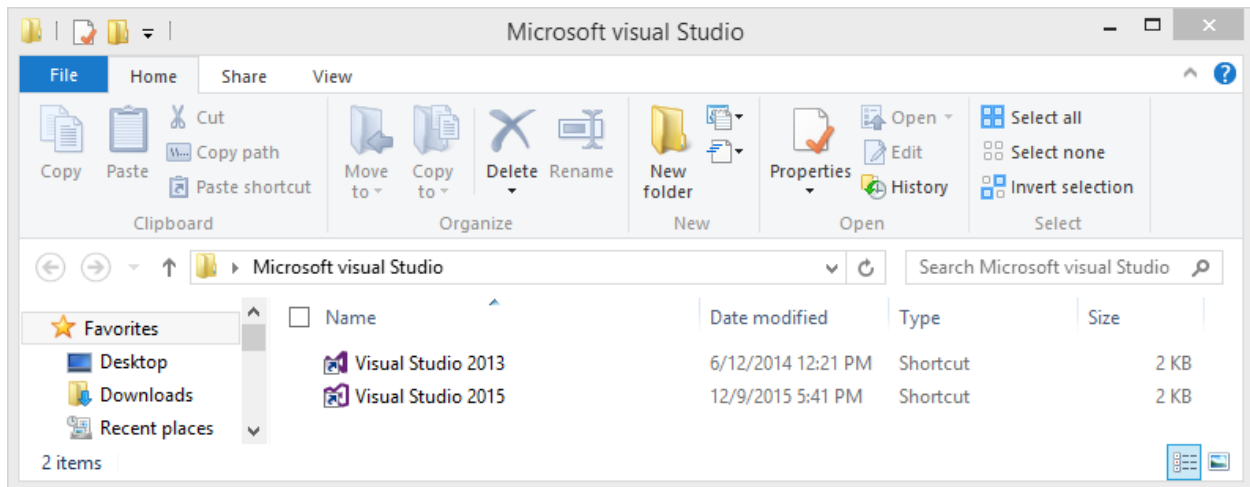 Microsoft visual Studio
File Home Share View
Copy
Paste
Cut
W... Copy path
Paste shortcut
Clipboard
Move to
Copy to
Delete
Rename
Organize
New folder
New
Properties
Open
Edit
History
Open
Select all
Select none
Invert selection
Select
Microsoft visual Studio
Search Microsoft visual Studio
Favorites
Desktop
Downloads
Recent places
Name Date modified Type Size
Visual Studio 2013 6/12/2014 12:21 PM Shortcut 2 KB
Visual Studio 2015 12/9/2015 5:41 PM Shortcut 2 KB
2 items